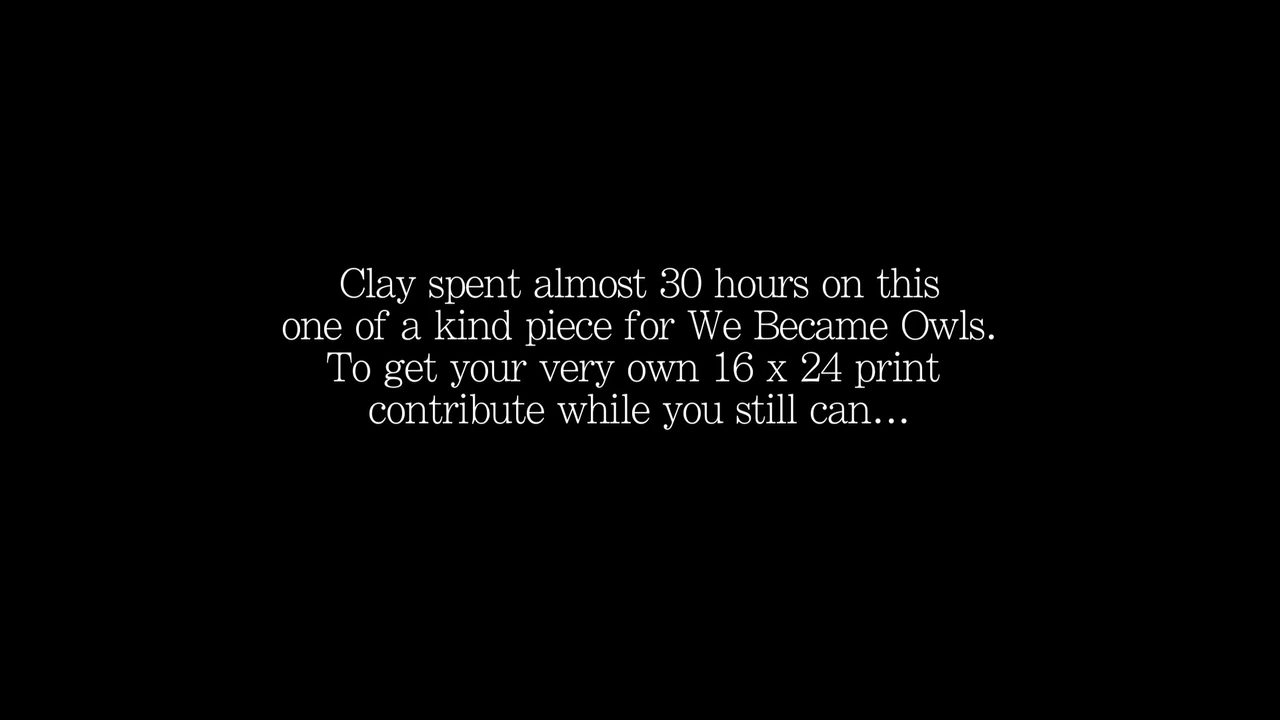 Clay spent almost 30 hours on this
one of a kind piece for We Became Owls.
To get your very own 16 x 24 print
contribute while you still can...